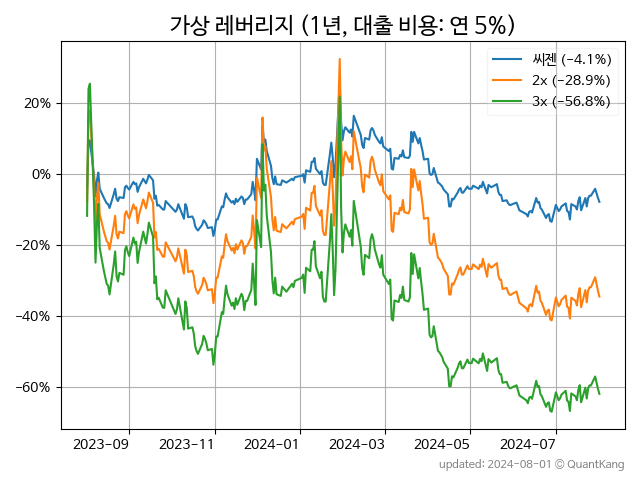 가상 레버리지 (1년, 대출 비용: 연 5%)
씨젠 (−4.1%)
2x (−28.9%)
3x (−56.8%)
20%
0%
−20%
−40%
−60%
2023-09
2023-11
2024-01
2024-03
2024-05
2024-07
updated: 2024-08-01 © QuantKang